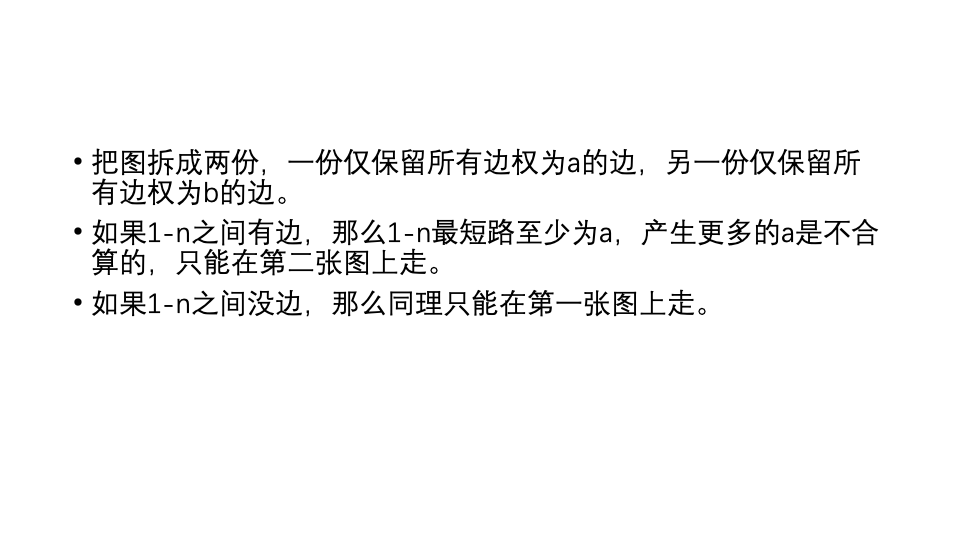 • 把图拆成两份，一份仅保留所有边权为a的边，另一份仅保留所
有边权为b的边。
• 如果1-n之间有边，那么1-n最短路至少为a，产生更多的a是不合
算的，只能在第二张图上走。
• 如果1-n之间没边，那么同理只能在第一张图上走。